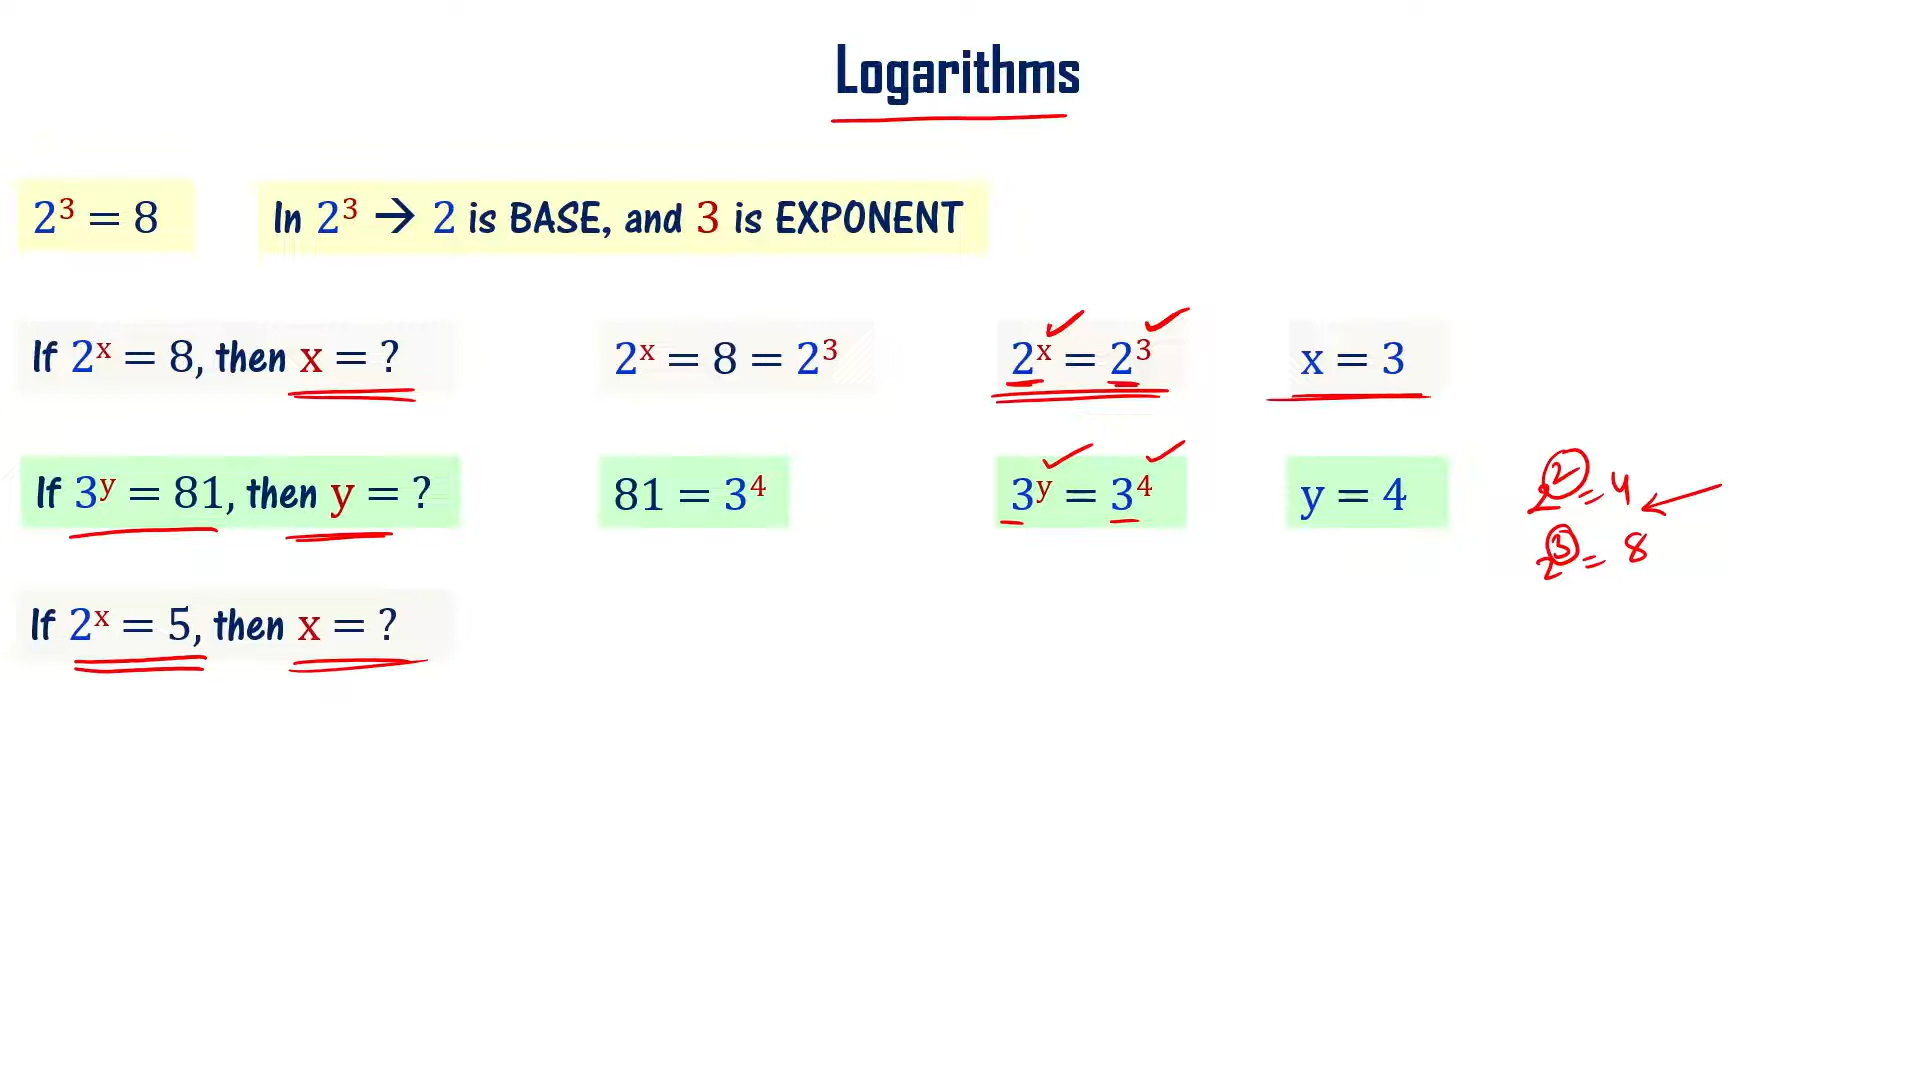 Logarithms
2³ = 8
In 2³ → 2 is BASE, and 3 is EXPONENT
If 2ˣ = 8, then x = ?
2ˣ = 8 = 2³
2ˣ = 2³
x = 3
If 3ʸ = 81, then y = ?
81 = 3⁴
3ʸ = 3⁴
y = 4
2² = 4
2³ = 8
If 2ˣ = 5, then x = ?